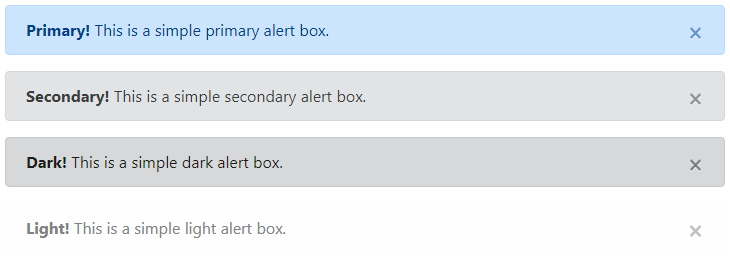 Primary! This is a simple primary alert box. ×
Secondary! This is a simple secondary alert box. ×
Dark! This is a simple dark alert box. ×
Light! This is a simple light alert box. ×